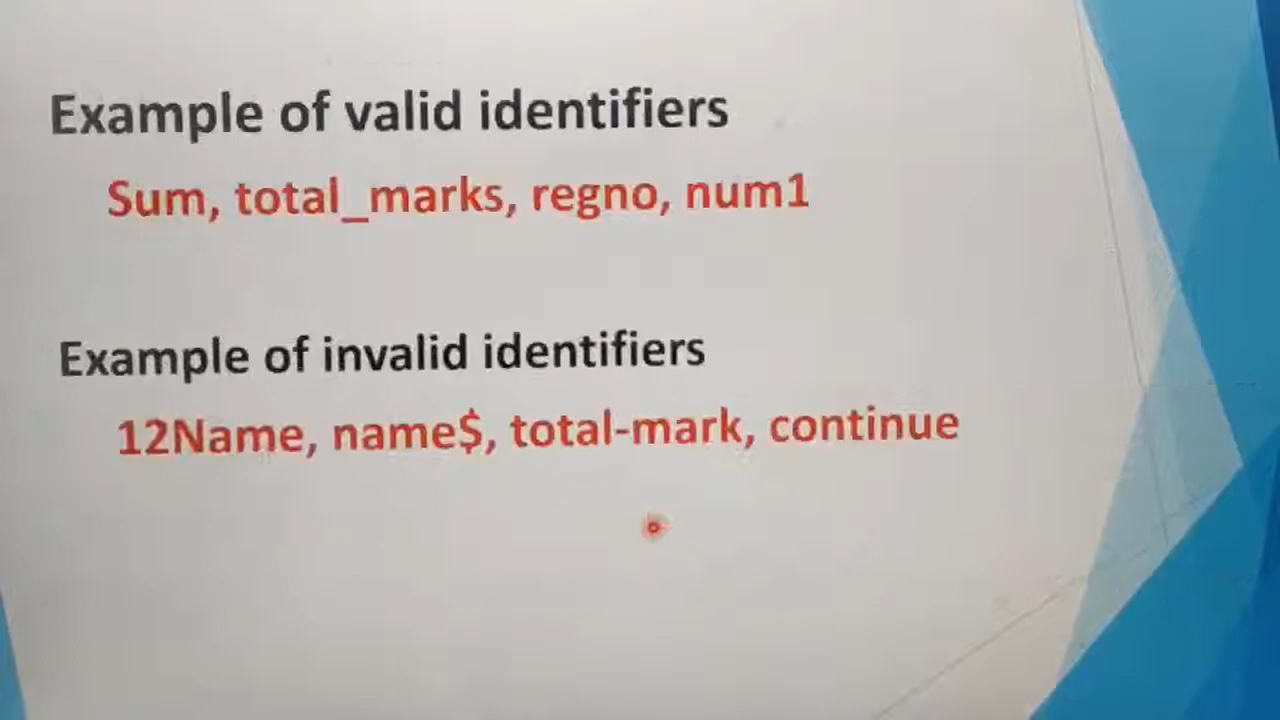 Example of valid identifiers
Sum, total_marks, regno, num1
Example of invalid identifiers
12Name, name$, total-mark, continue